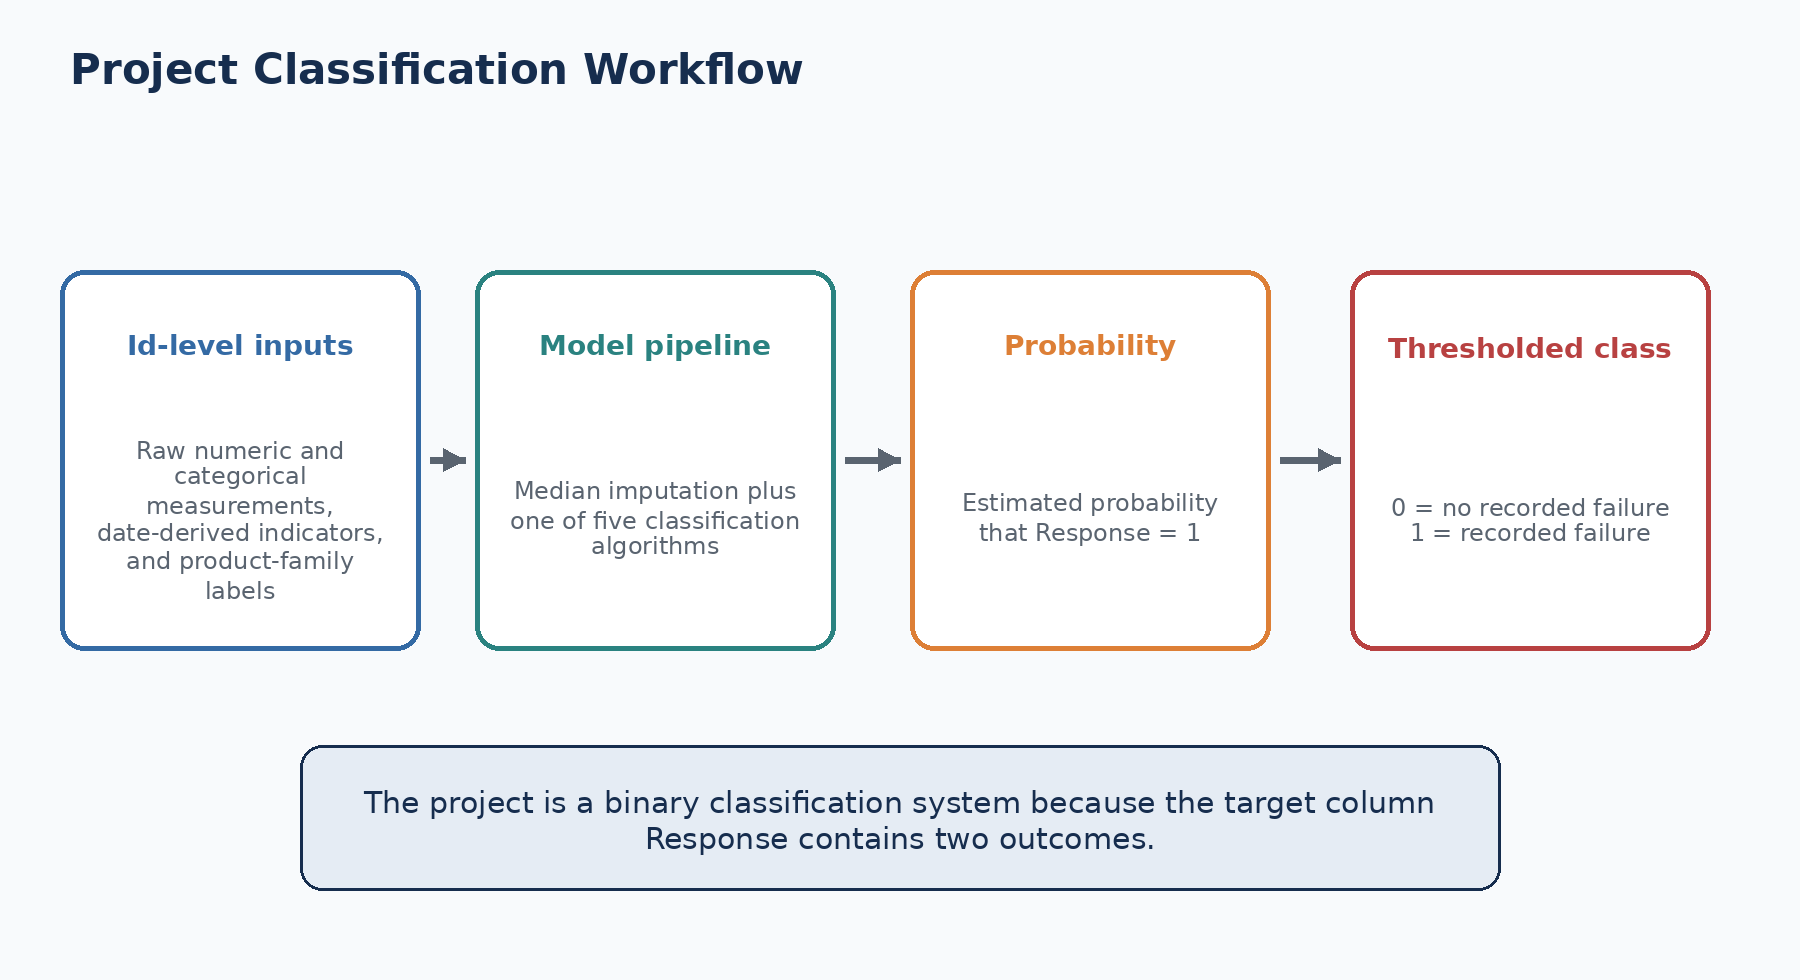 Project Classification Workflow
Id-level inputs
Raw numeric and
categorical
measurements,
date-derived indicators,
and product-family
labels
Model pipeline
Median imputation plus
one of five classification
algorithms
Probability
Estimated probability
that Response = 1
Thresholded class
0 = no recorded failure
1 = recorded failure
The project is a binary classification system because the target column
Response contains two outcomes.